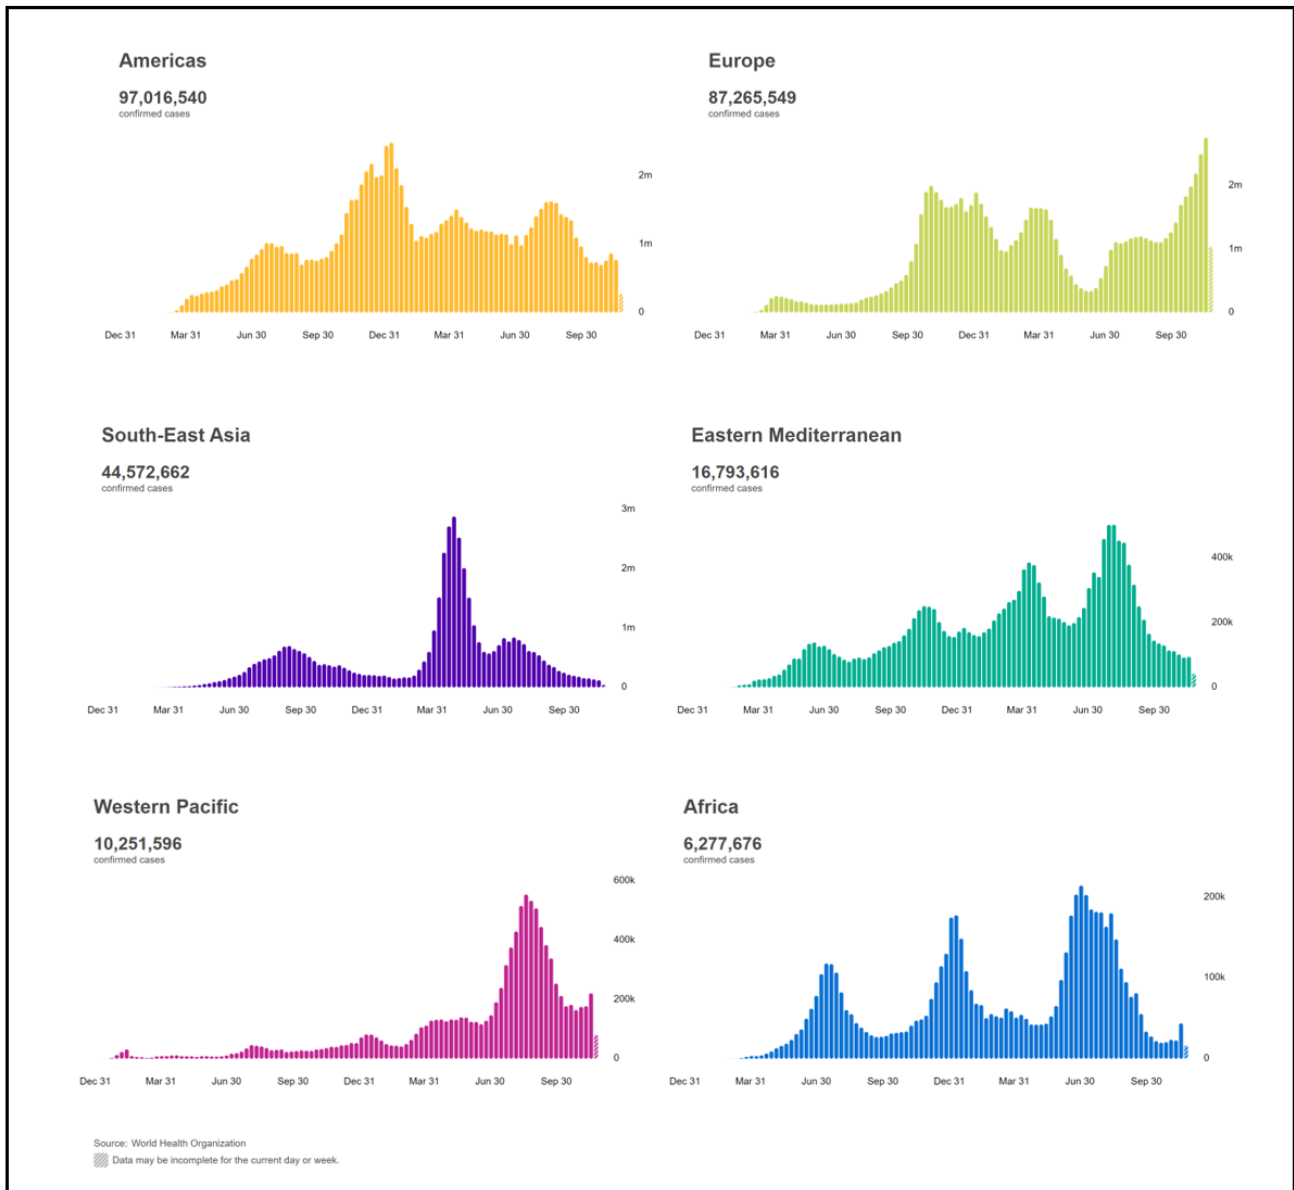 Americas
97,016,540
confirmed cases
2m
1m
0
Dec 31 Mar 31 Jun 30 Sep 30 Dec 31 Mar 31 Jun 30 Sep 30
Europe
87,265,549
confirmed cases
2m
1m
0
Dec 31 Mar 31 Jun 30 Sep 30 Dec 31 Mar 31 Jun 30 Sep 30
South-East Asia
44,572,662
confirmed cases
3m
2m
1m
0
Dec 31 Mar 31 Jun 30 Sep 30 Dec 31 Mar 31 Jun 30 Sep 30
Eastern Mediterranean
16,793,616
confirmed cases
400k
200k
0
Dec 31 Mar 31 Jun 30 Sep 30 Dec 31 Mar 31 Jun 30 Sep 30
Western Pacific
10,251,596
confirmed cases
600k
400k
200k
0
Dec 31 Mar 31 Jun 30 Sep 30 Dec 31 Mar 31 Jun 30 Sep 30
Africa
6,277,676
confirmed cases
200k
100k
0
Dec 31 Mar 31 Jun 30 Sep 30 Dec 31 Mar 31 Jun 30 Sep 30
Source: World Health Organization
Data may be incomplete for the current day or week.